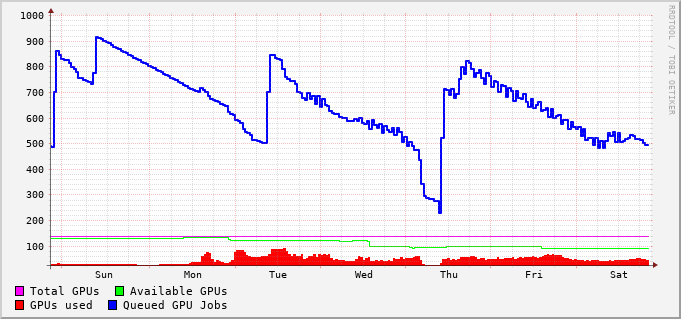 RRDTOOL / TOBI OETIKER
1000
900
800
700
600
500
400
300
200
100
Sun Mon Tue Wed Thu Fri Sat
Total GPUs Available GPUs
GPUs used Queued GPU Jobs